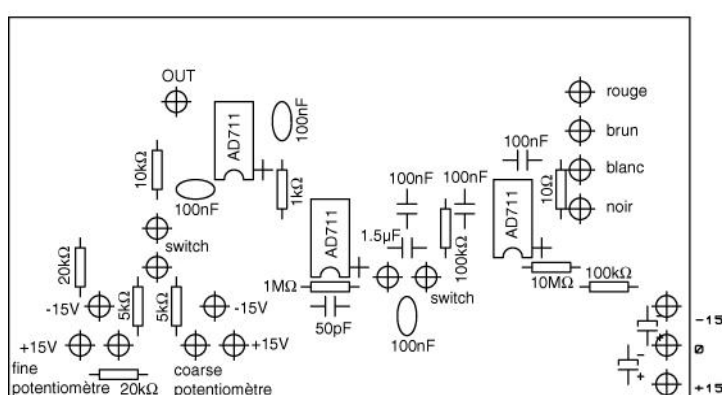 OUT
rouge
100nF
AD711
brun
100nF
10kΩ
blanc
1kΩ
100nF
100nF
100nF
AD711
10Ω
noir
100nF
AD711
switch
1.5µF
100kΩ
20kΩ
1MΩ
switch
10MΩ
100kΩ
-15V
5kΩ
5kΩ
-15V
50pF
-15
100nF
+15V
+15V
-
+
ø
fine
potentiomètre
20kΩ
coarse
potentiomètre
-
+
+15